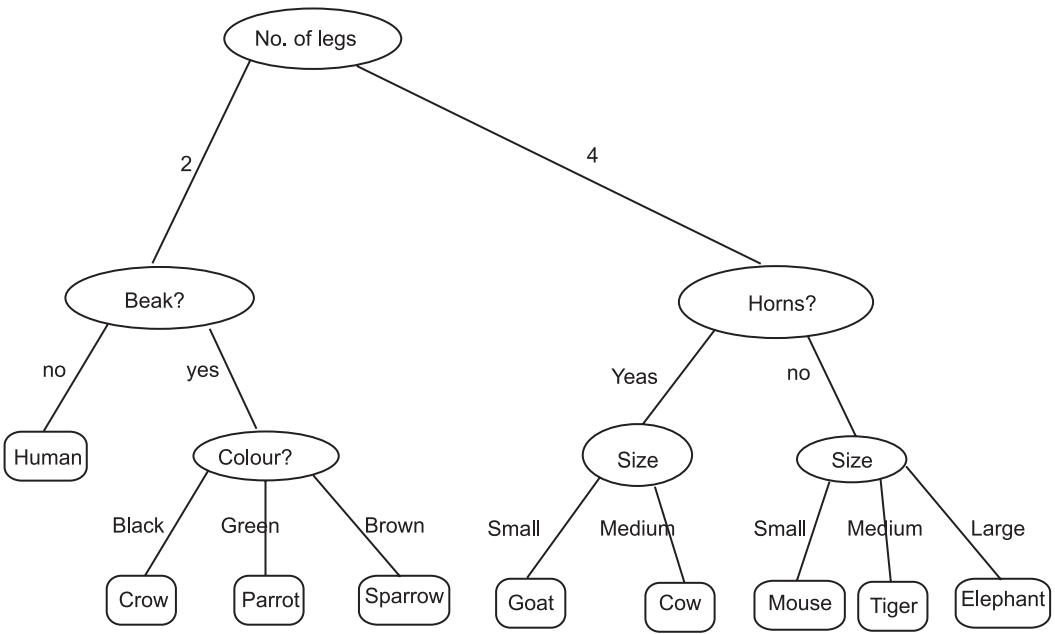 No. of legs
2
4
Beak?
Horns?
no
yes
Yeas
no
Human
Colour?
Size
Size
Black
Green
Brown
Small
Medium
Small
Medium
Large
Crow
Parrot
Sparrow
Goat
Cow
Mouse
Tiger
Elephant